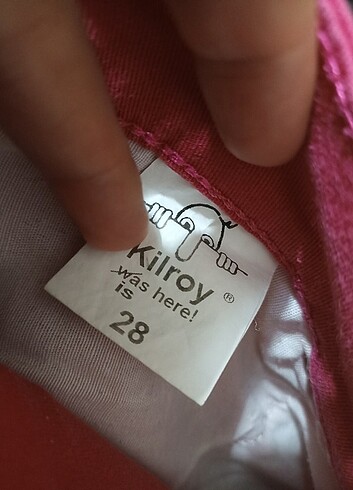 Kilroy ®
was here!
is
28